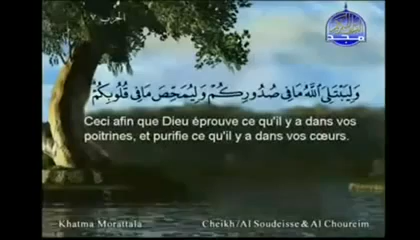 الحزب
وَلِيَبْتَلِيَ اللَّهُ مَا فِي صُدُورِكُمْ وَلِيُمَحِّصَ مَا فِي قُلُوبِكُمْ
Ceci afin que Dieu éprouve ce qu'il y a dans vos
poitrines, et purifie ce qu'il y a dans vos cœurs.
Khatma Morattala Cheikh/Al Soudeisse & Al Choureim